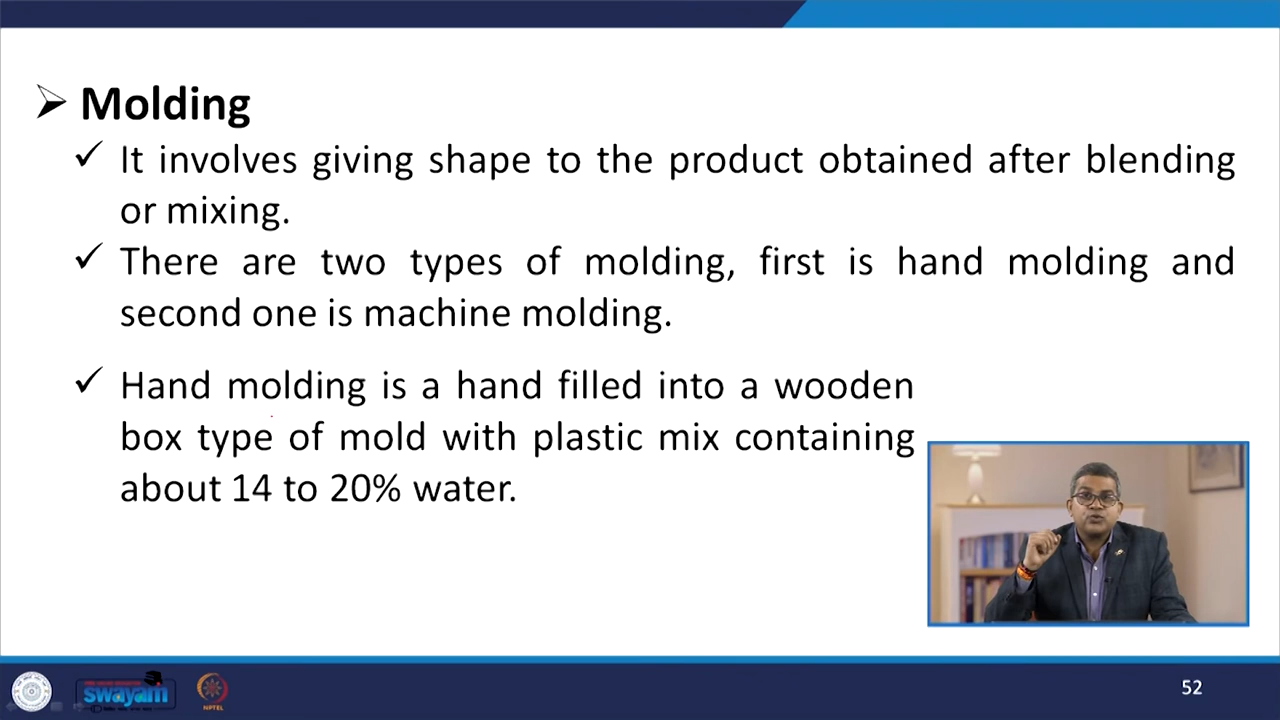 Molding
It involves giving shape to the product obtained after blending
or mixing.
There are two types of molding, first is hand molding and
second one is machine molding.
Hand molding is a hand filled into a wooden
box type of mold with plastic mix containing
about 14 to 20% water.
swayam
NPTEL
52